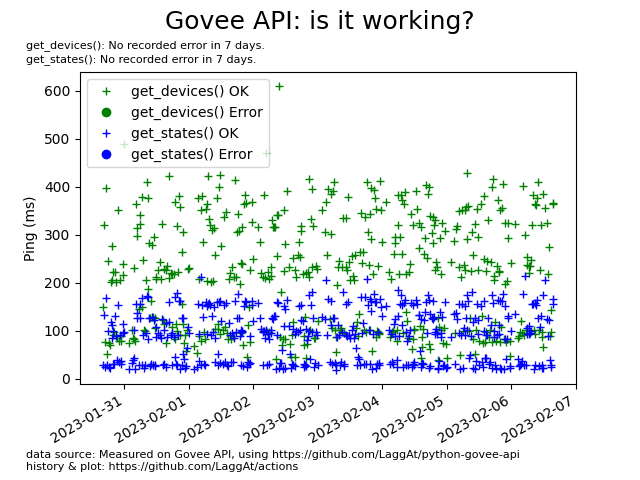 Govee API: is it working?
get_devices(): No recorded error in 7 days.
get_states(): No recorded error in 7 days.
get_devices() OK
get_devices() Error
get_states() OK
get_states() Error
Ping (ms)
600
500
400
300
200
100
0
2023-01-31
2023-02-01
2023-02-02
2023-02-03
2023-02-04
2023-02-05
2023-02-06
2023-02-07
data source: Measured on Govee API, using https://github.com/LaggAt/python-govee-api
history & plot: https://github.com/LaggAt/actions